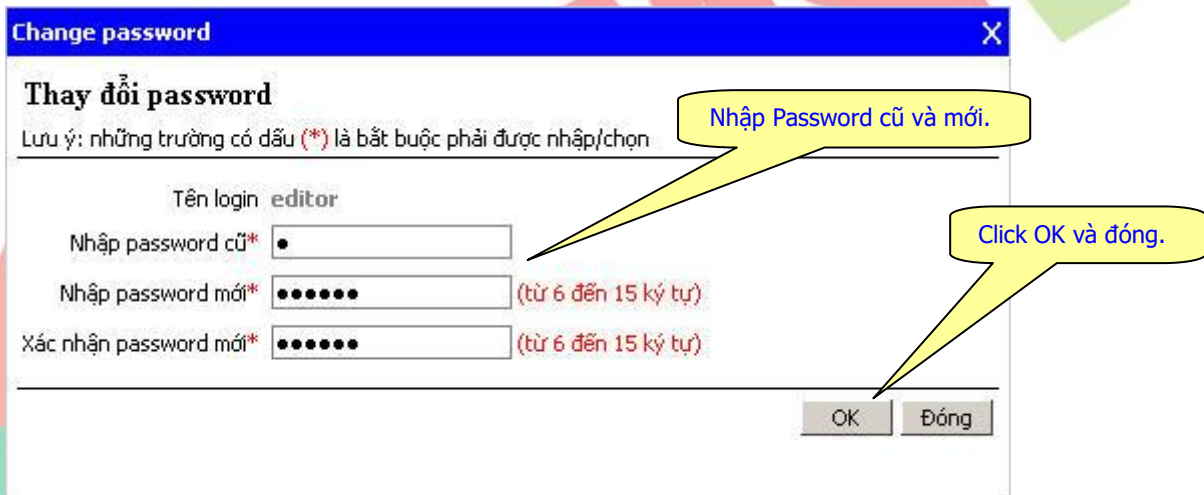 Change password X
Thay đổi password
Lưu ý: những trường có dấu (*) là bắt buộc phải được nhập/chọn
Nhập Password cũ và mới.
Tên login editor
Nhập password cũ* ●
Nhập password mới* ●●●●●● (từ 6 đến 15 ký tự)
Xác nhận password mới* ●●●●●● (từ 6 đến 15 ký tự)
Click OK và đóng.
OK Đóng